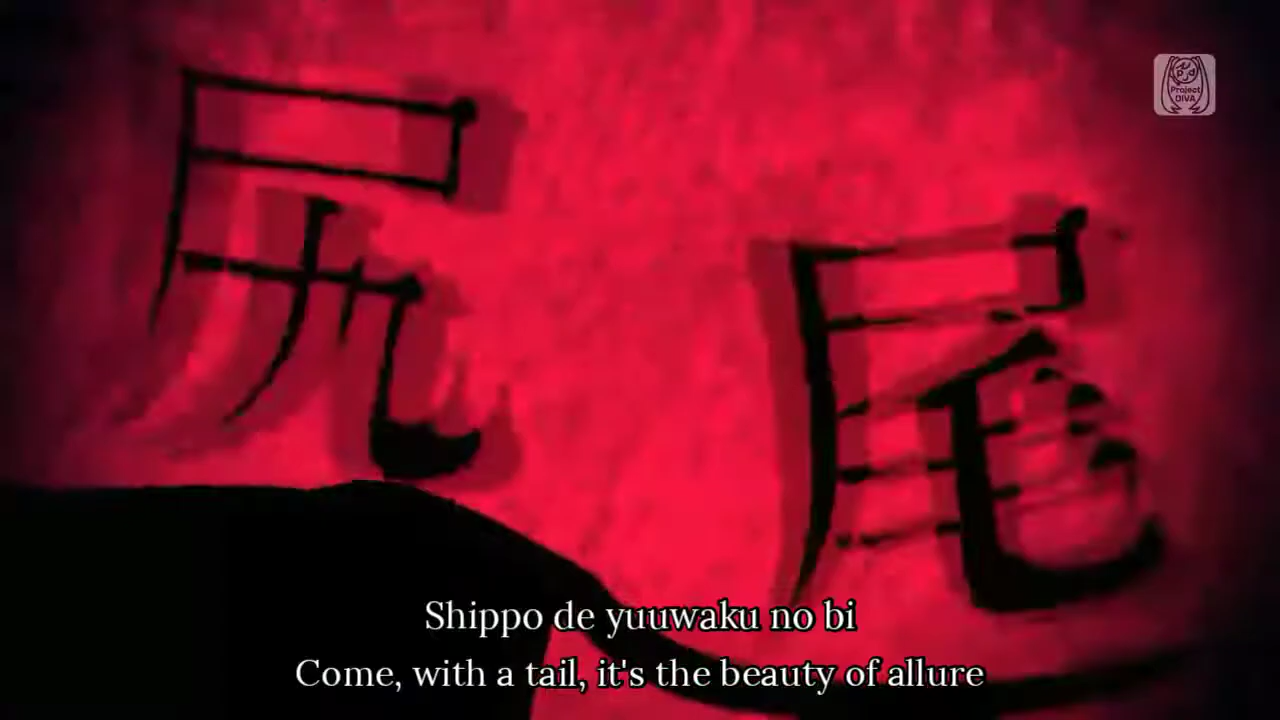 尻尾
Project
DIVA
Shippo de yuuwaku no bi
Come, with a tail, it's the beauty of allure